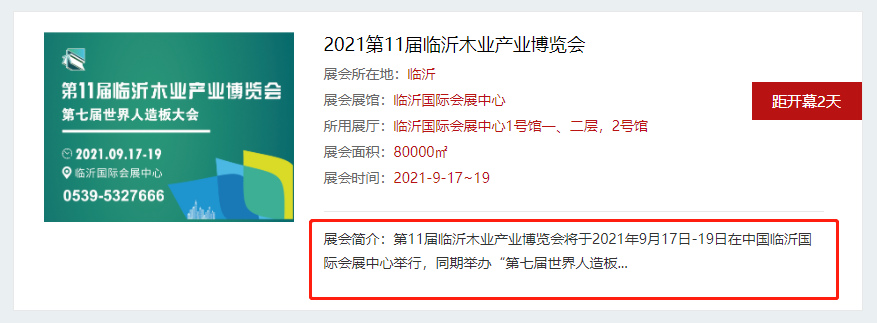 第11届临沂木业产业博览会
第七届世界人造板大会
2021.09.17-19
临沂国际会展中心
0539-5327666
2021第11届临沂木业产业博览会
展会所在地：临沂
展会展馆：临沂国际会展中心
所用展厅：临沂国际会展中心1号馆一、二层，2号馆
展会面积：80000㎡
展会时间：2021-9-17~19
距开幕2天
展会简介：第11届临沂木业产业博览会将于2021年9月17日-19日在中国临沂国
际会展中心举行，同期举办“第七届世界人造板...